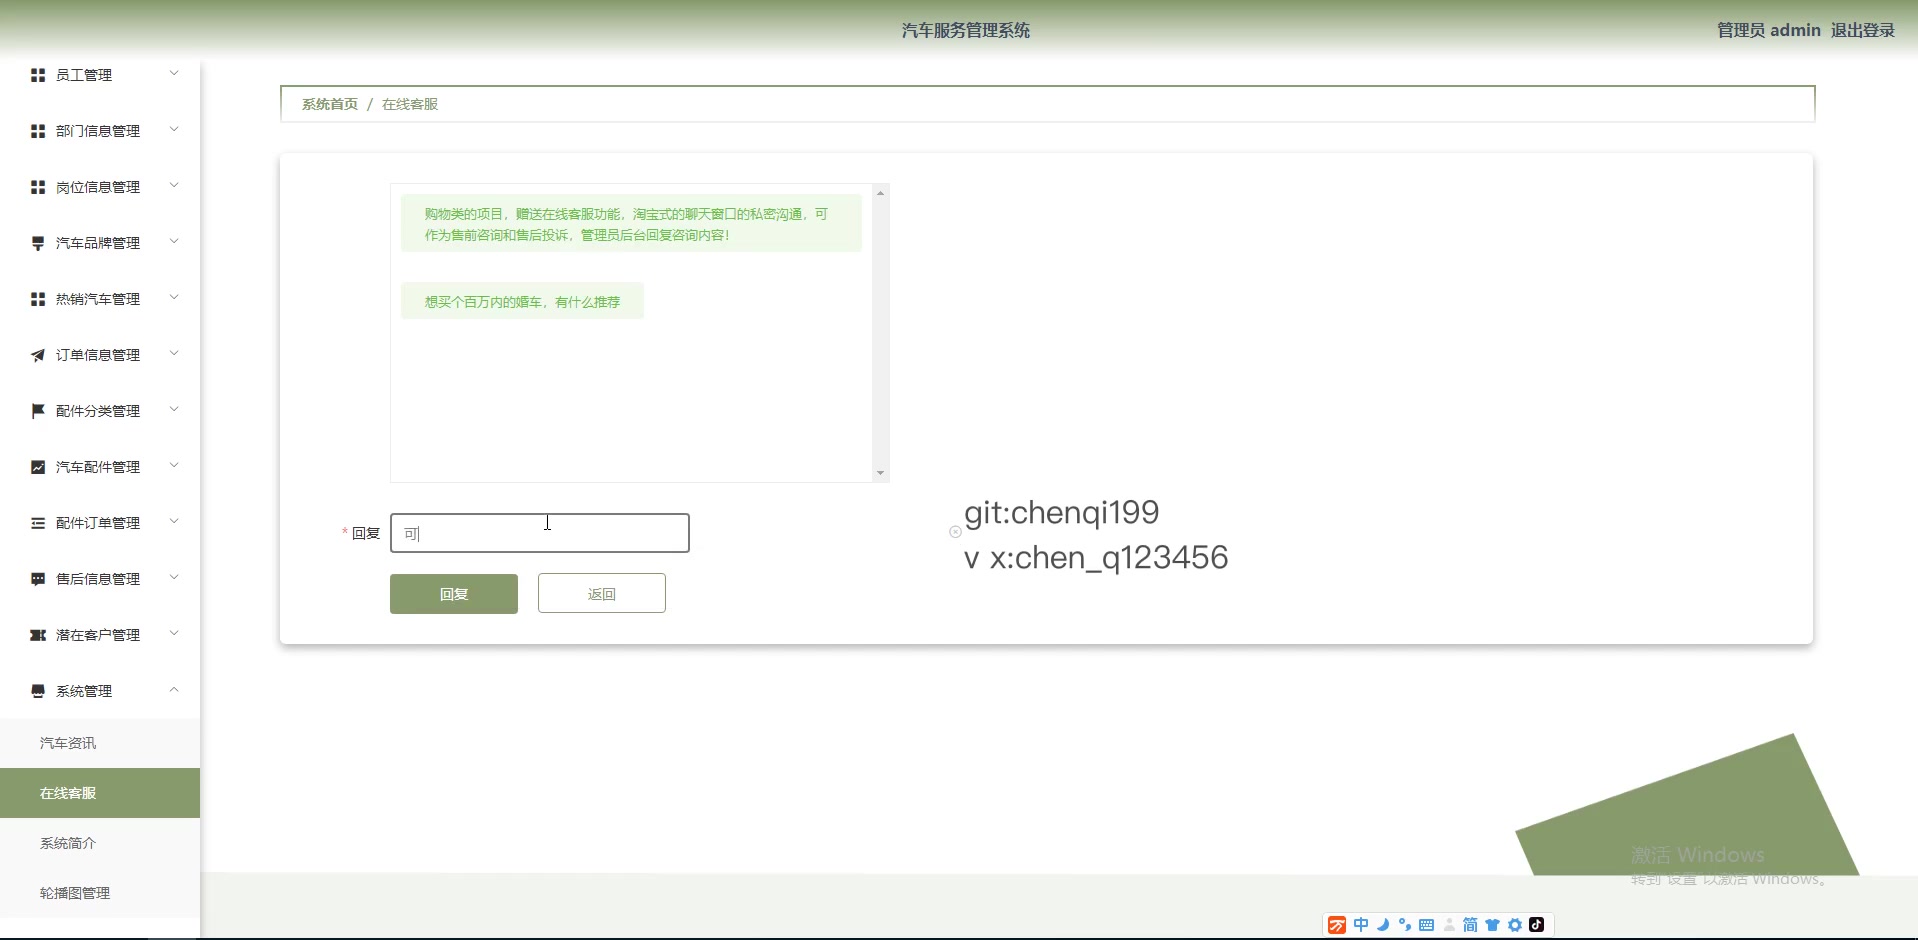 汽车服务管理系统
管理员 admin 退出登录
员工管理
部门信息管理
岗位信息管理
汽车品牌管理
热销汽车管理
订单信息管理
配件分类管理
汽车配件管理
配件订单管理
售后信息管理
潜在客户管理
系统管理
汽车资讯
在线客服
系统简介
轮播图管理
系统首页 / 在线客服
购物类的项目，赠送在线客服功能，淘宝式的聊天窗口的私密沟通，可
作为售前咨询和售后投诉，管理员后台回复咨询内容！
想买个百万内的婚车，有什么推荐
* 回复 可
回复 返回
git:chenqi199
v x:chen_q123456
激活 Windows
转到"设置"以激活 Windows。
中 简